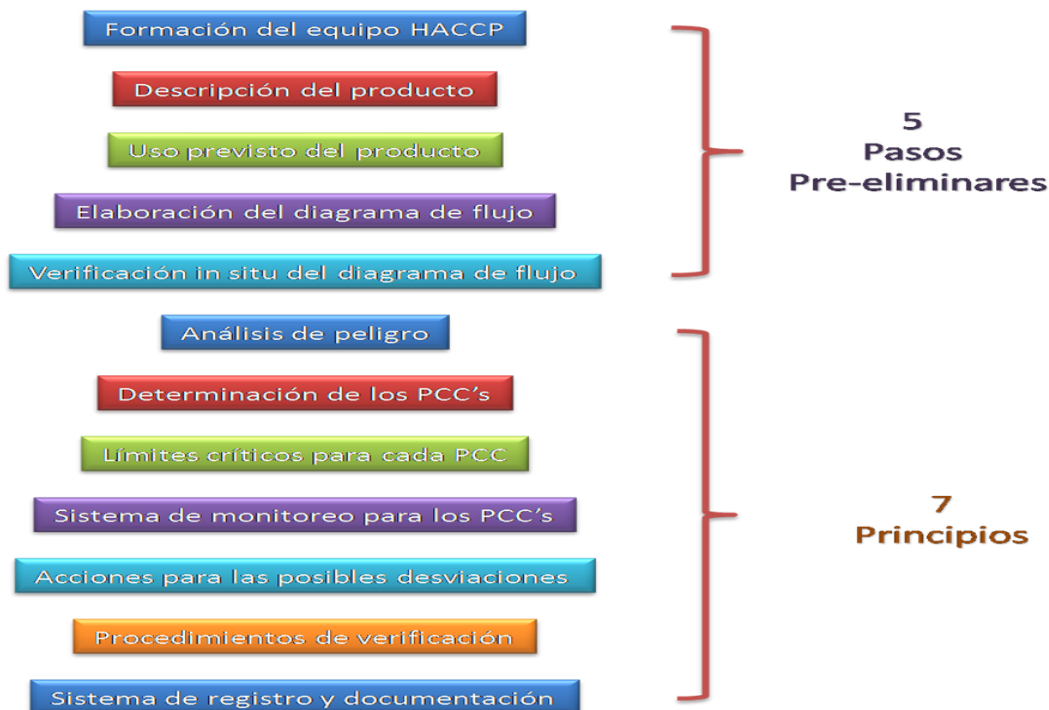 Formación del equipo HACCP
Descripción del producto
Uso previsto del producto
Elaboración del diagrama de flujo
Verificación in situ del diagrama de flujo
5
Pasos
Pre-eliminares
Análisis de peligro
Determinación de los PCC’s
Límites críticos para cada PCC
Sistema de monitoreo para los PCC’s
Acciones para las posibles desviaciones
Procedimientos de verificación
Sistema de registro y documentación
7
Principios